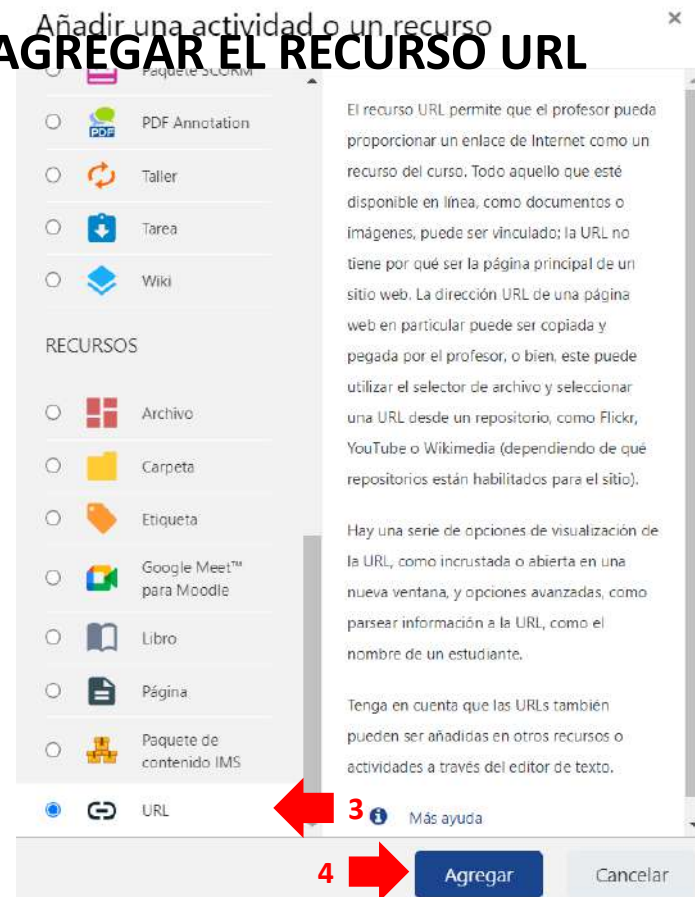 Añadir una actividad o un recurso
×
AGREGAR EL RECURSO URL
Paquete SCORM
PDF
PDF Annotation
Taller
Tarea
Wiki
RECURSOS
Archivo
Carpeta
Etiqueta
Google Meet™
para Moodle
Libro
Página
Paquete de
contenido IMS
URL
El recurso URL permite que el profesor pueda
proporcionar un enlace de Internet como un
recurso del curso. Todo aquello que esté
disponible en línea, como documentos o
imágenes, puede ser vinculado; la URL no
tiene por qué ser la página principal de un
sitio web. La dirección URL de una página
web en particular puede ser copiada y
pegada por el profesor, o bien, este puede
utilizar el selector de archivo y seleccionar
una URL desde un repositorio, como Flickr,
YouTube o Wikimedia (dependiendo de qué
repositorios están habilitados para el sitio).
Hay una serie de opciones de visualización de
la URL, como incrustada o abierta en una
nueva ventana, y opciones avanzadas, como
parsear información a la URL, como el
nombre de un estudiante.
Tenga en cuenta que las URLs también
pueden ser añadidas en otros recursos o
actividades a través del editor de texto.
3
Más ayuda
4
Agregar
Cancelar